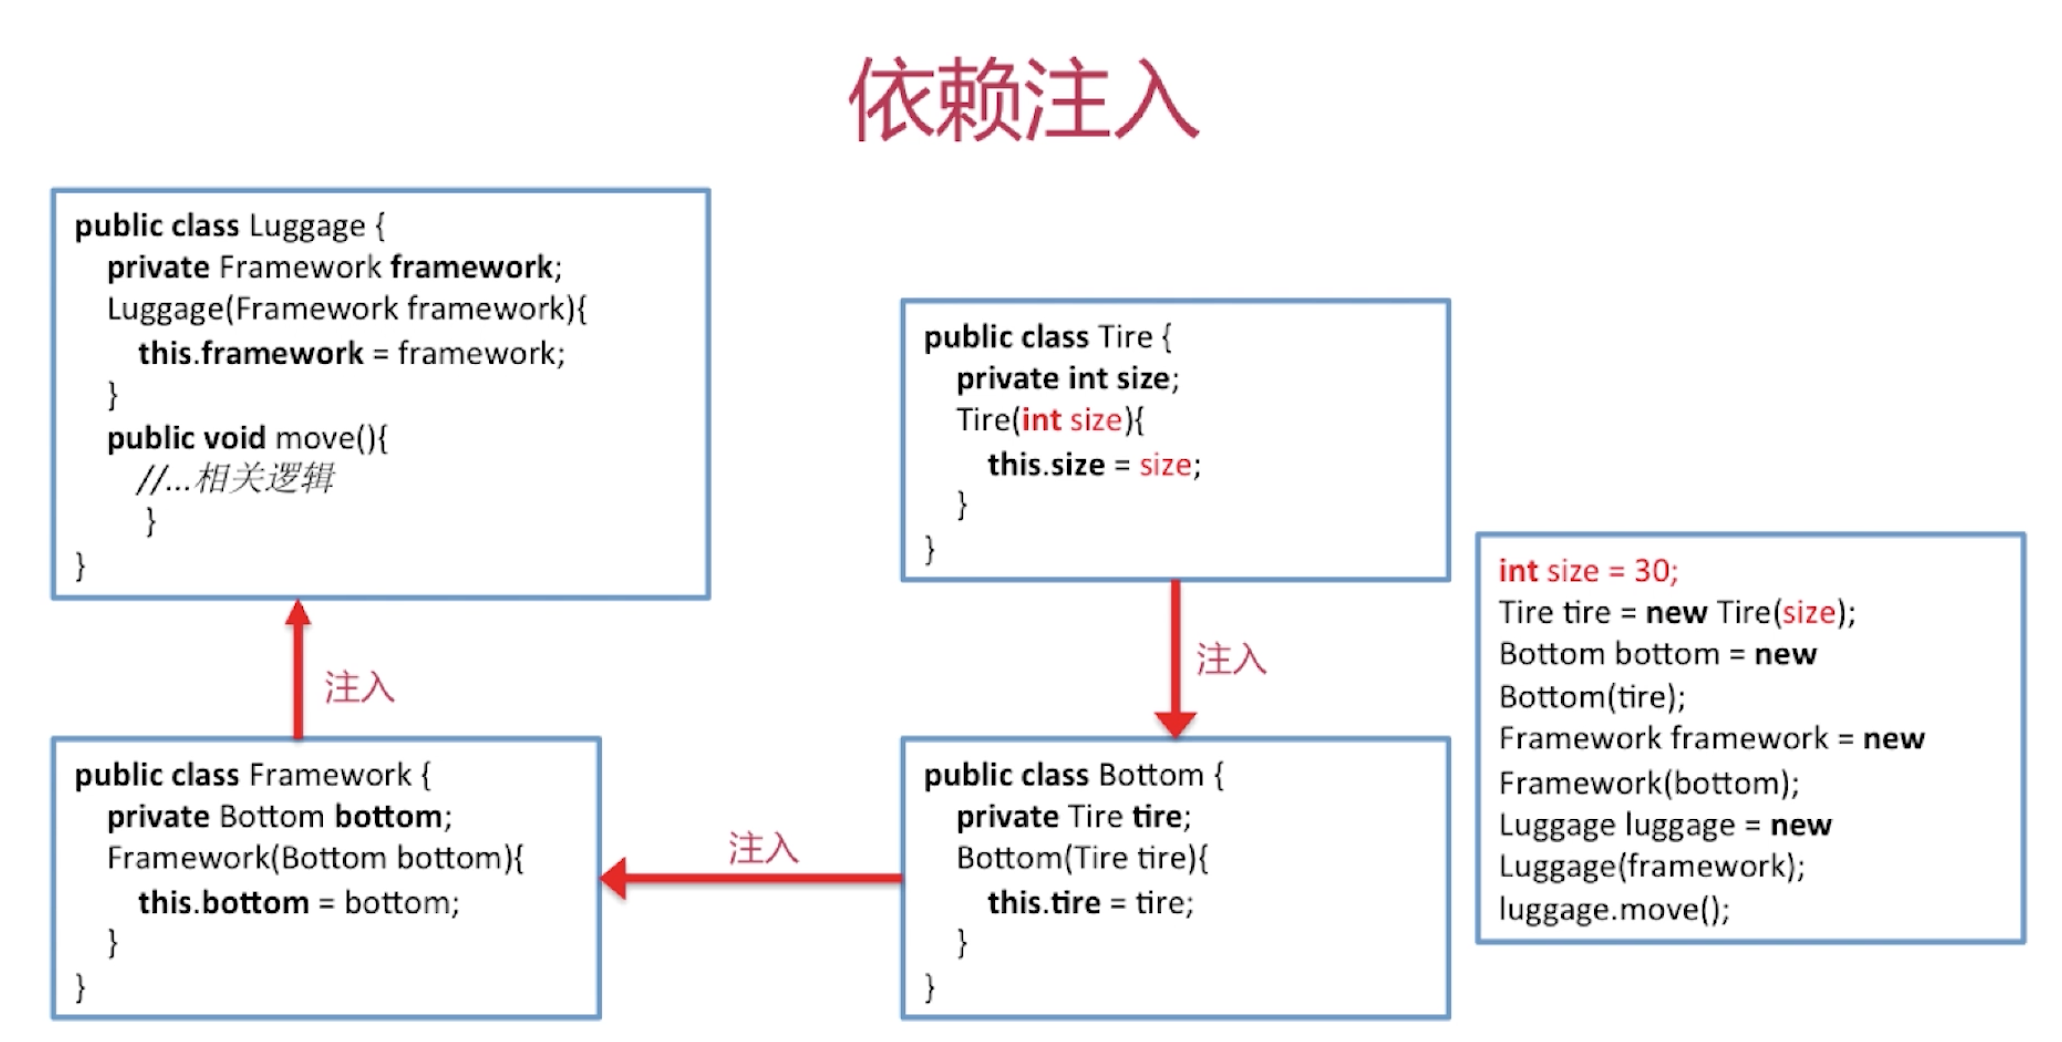 依赖注入
public class Luggage {
private Framework framework;
Luggage(Framework framework){
this.framework = framework;
}
public void move(){
//...相关逻辑
}
}
注入
public class Framework {
private Bottom bottom;
Framework(Bottom bottom){
this.bottom = bottom;
}
}
注入
public class Tire {
private int size;
Tire(int size){
this.size = size;
}
}
注入
public class Bottom {
private Tire tire;
Bottom(Tire tire){
this.tire = tire;
}
}
int size = 30;
Tire tire = new Tire(size);
Bottom bottom = new
Bottom(tire);
Framework framework = new
Framework(bottom);
Luggage luggage = new
Luggage(framework);
luggage.move();